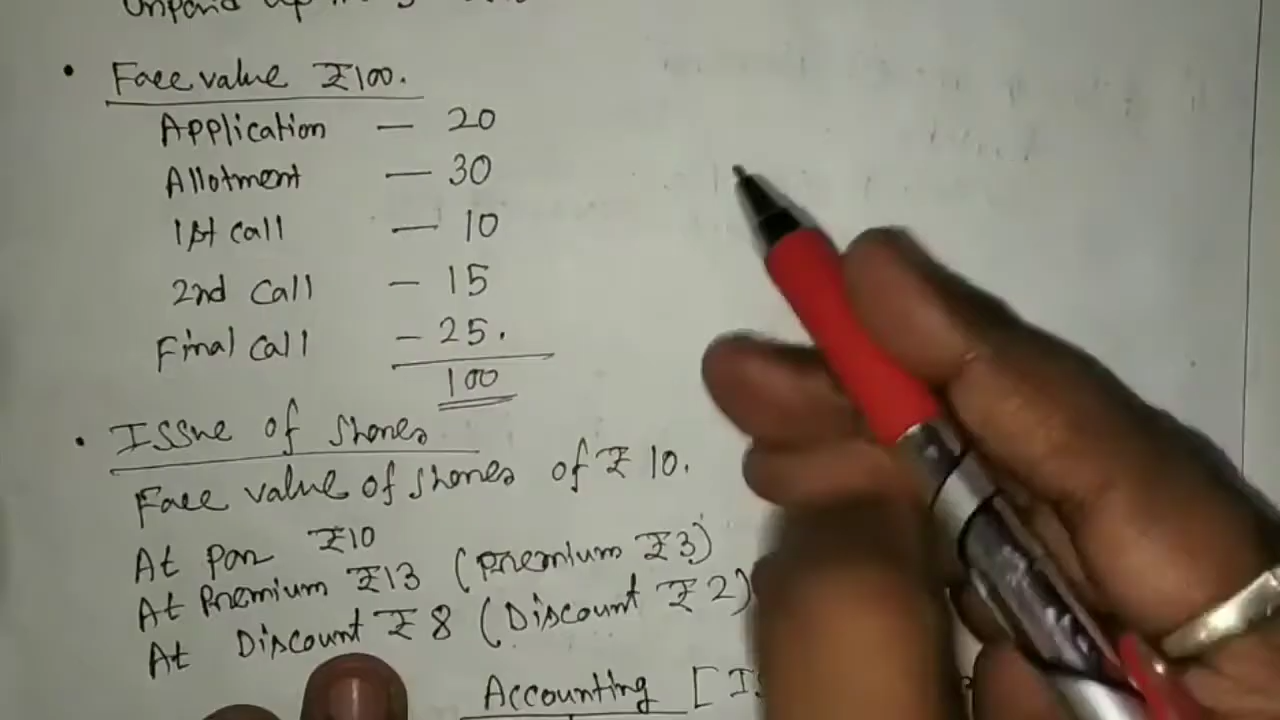 • Face value ₹100.
Application — 20
Allotment — 30
1st call — 10
2nd call — 15
Final call — 25.
100
• Issue of shares
Face value of shares of ₹ 10.
At par ₹10
At Premium ₹13 (Premium ₹3)
At Discount ₹8 (Discount ₹2)
Accounting [